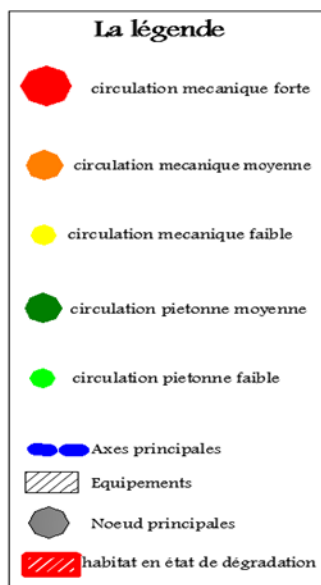 La légende
circulation mecanique forte
circulation mecanique moyenne
circulation mecanique faible
circulation pietonne moyenne
circulation pietonne faible
Axes principales
Equipements
Noeud principales
habitat en état de dégradation